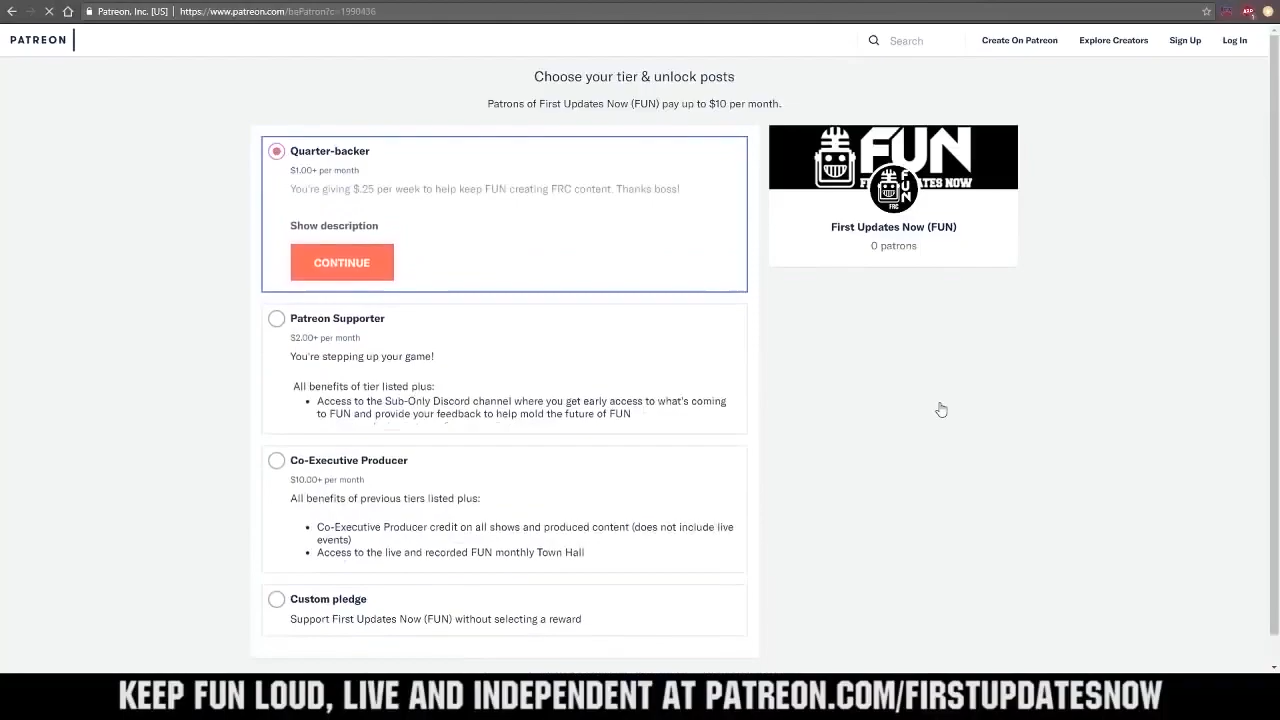 Patreon, Inc. [US] | https://www.patreon.com/bePatron?c=1990436
PATREON
Search
Create On Patreon
Explore Creators
Sign Up
Log In
Choose your tier & unlock posts
Patrons of First Updates Now (FUN) pay up to $10 per month.
Quarter-backer
$1.00+ per month
You're giving $.25 per week to help keep FUN creating FRC content. Thanks boss!
Show description
CONTINUE
Patreon Supporter
$2.00+ per month
You're stepping up your game!
All benefits of tier listed plus:
• Access to the Sub-Only Discord channel where you get early access to what's coming
to FUN and provide your feedback to help mold the future of FUN
Co-Executive Producer
$10.00+ per month
All benefits of previous tiers listed plus:
• Co-Executive Producer credit on all shows and produced content (does not include live
events)
• Access to the live and recorded FUN monthly Town Hall
Custom pledge
Support First Updates Now (FUN) without selecting a reward
FUN
TES NOW
FUN
FRC
First Updates Now (FUN)
0 patrons
KEEP FUN LOUD, LIVE AND INDEPENDENT AT PATREON.COM/FIRSTUPDATESNOW